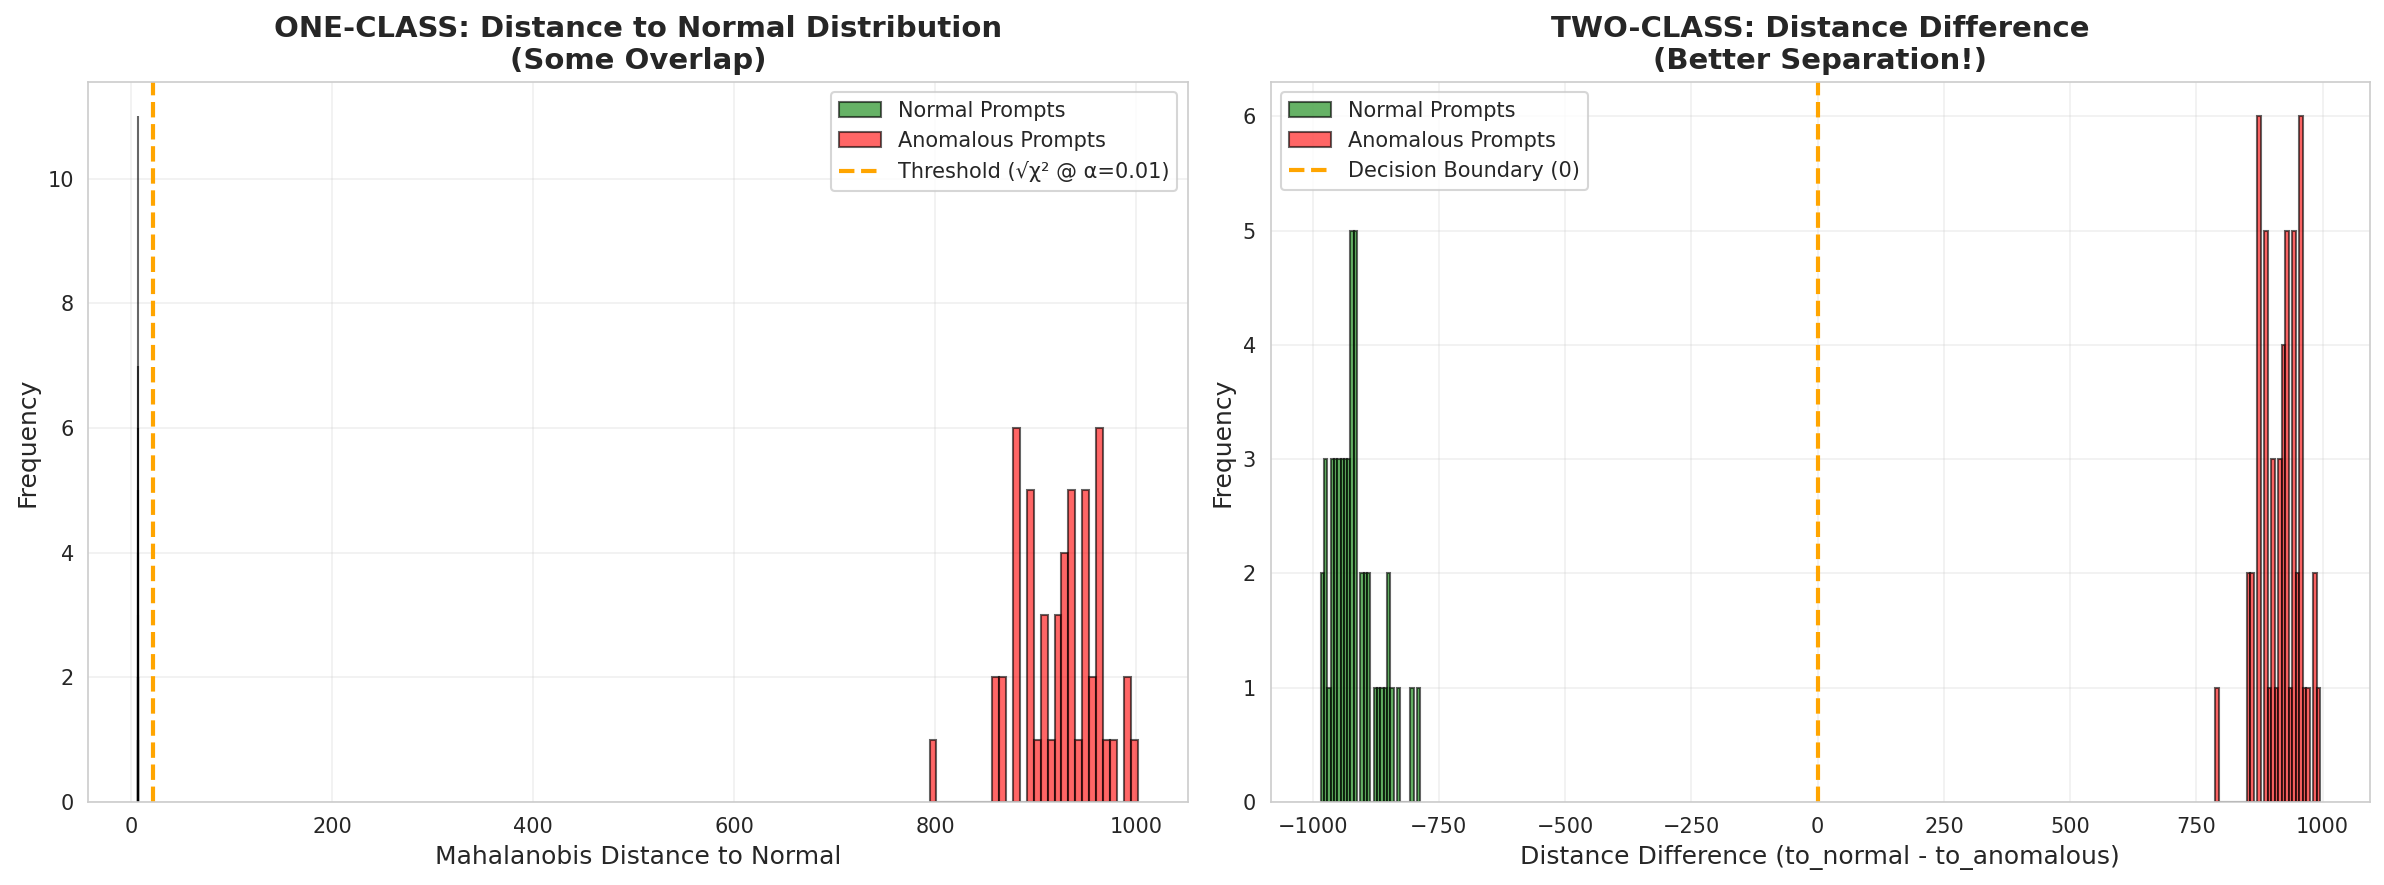 ONE-CLASS: Distance to Normal Distribution
(Some Overlap)
Normal Prompts
Anomalous Prompts
Threshold (√χ² @ α=0.01)
Frequency
10
8
6
4
2
0
0 200 400 600 800 1000
Mahalanobis Distance to Normal
TWO-CLASS: Distance Difference
(Better Separation!)
Normal Prompts
Anomalous Prompts
Decision Boundary (0)
Frequency
6
5
4
3
2
1
0
−1000 −750 −500 −250 0 250 500 750 1000
Distance Difference (to_normal - to_anomalous)